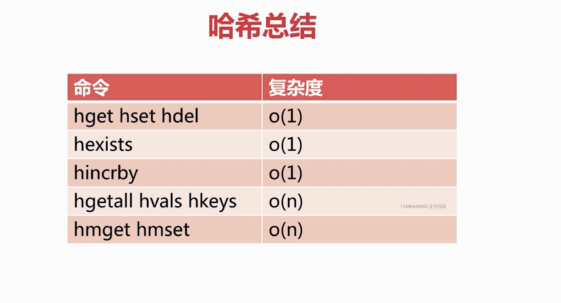 哈希总结
命令 复杂度
hget hset hdel o(1)
hexists o(1)
hincrby o(1)
hgetall hvals hkeys o(n)
hmget hmset o(n)